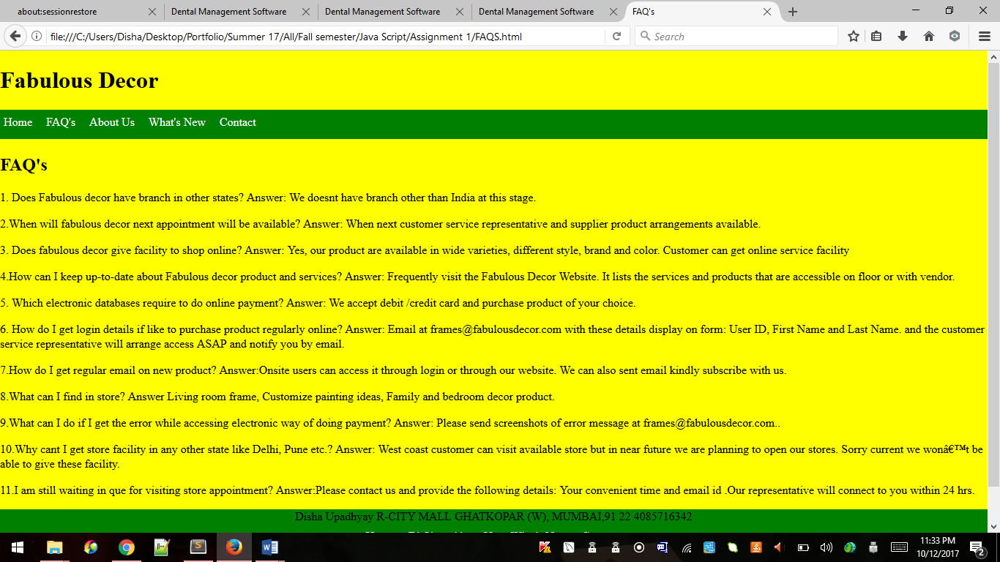 about:sessionrestore
Dental Management Software
Dental Management Software
Dental Management Software
FAQ's
file:///C:/Users/Disha/Desktop/Portfolio/Summer 17/All/Fall semester/Java Script/Assignment 1/FAQS.html
Search
Fabulous Decor
Home FAQ's About Us What's New Contact
FAQ's
1. Does Fabulous decor have branch in other states? Answer: We doesnt have branch other than India at this stage.
2.When will fabulous decor next appointment will be available? Answer: When next customer service representative and supplier product arrangements available.
3. Does fabulous decor give facility to shop online? Answer: Yes, our product are available in wide varieties, different style, brand and color. Customer can get online service facility
4.How can I keep up-to-date about Fabulous decor product and services? Answer: Frequently visit the Fabulous Decor Website. It lists the services and products that are accessible on floor or with vendor.
5. Which electronic databases require to do online payment? Answer: We accept debit /credit card and purchase product of your choice.
6. How do I get login details if like to purchase product regularly online? Answer: Email at frames@fabulousdecor.com with these details display on form: User ID, First Name and Last Name. and the customer
service representative will arrange access ASAP and notify you by email.
7.How do I get regular email on new product? Answer:Onsite users can access it through login or through our website. We can also sent email kindly subscribe with us.
8.What can I find in store? Answer Living room frame, Customize painting ideas, Family and bedroom decor product.
9.What can I do if I get the error while accessing electronic way of doing payment? Answer: Please send screenshots of error message at frames@fabulousdecor.com..
10.Why cant I get store facility in any other state like Delhi, Pune etc.? Answer: West coast customer can visit available store but in near future we are planning to open our stores. Sorry current we wonâ€™t be
able to give these facility.
11.I am still waiting in que for visiting store appointment? Answer:Please contact us and provide the following details: Your convenient time and email id .Our representative will connect to you within 24 hrs.
Disha Upadhyay R-CITY MALL GHATKOPAR (W), MUMBAI,91 22 4085716342
11:33 PM
10/12/2017
2